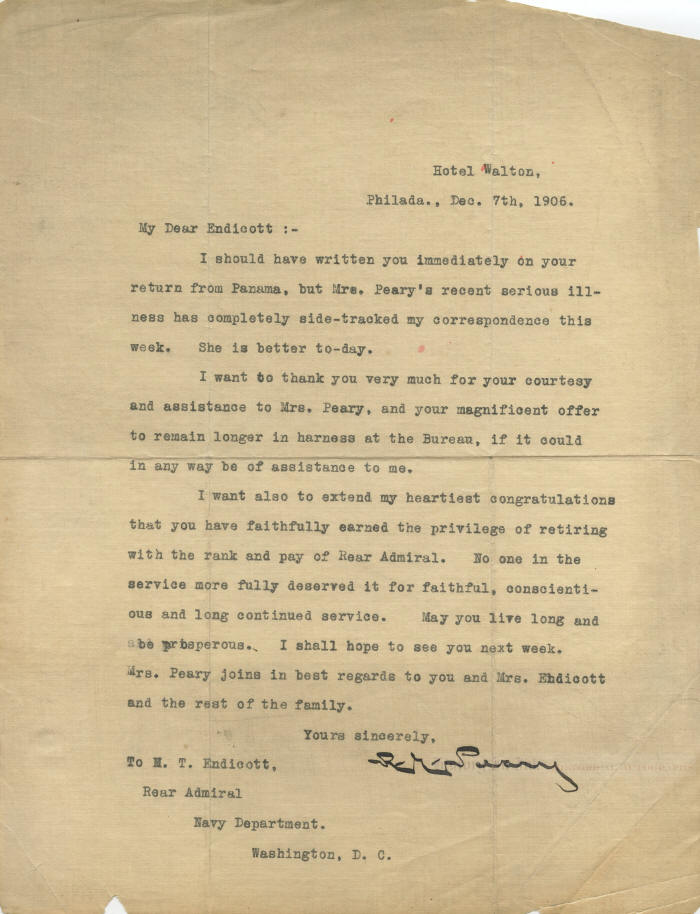 Hotel Walton,
Philada., Dec. 7th, 1906.
My Dear Endicott :-
I should have written you immediately on your
return from Panama, but Mrs. Peary's recent serious ill-
ness has completely side-tracked my correspondence this
week. She is better to-day.
I want to thank you very much for your courtesy
and assistance to Mrs. Peary, and your magnificent offer
to remain longer in harness at the Bureau, if it could
in any way be of assistance to me.
I want also to extend my heartiest congratulations
that you have faithfully earned the privilege of retiring
with the rank and pay of Rear Admiral. No one in the
service more fully deserved it for faithful, conscienti-
ous and long continued service. May you live long and
be prosperous. I shall hope to see you next week.
Mrs. Peary joins in best regards to you and Mrs. Endicott
and the rest of the family.
Yours sincerely,
R. E. Peary
To M. T. Endicott,
Rear Admiral
Navy Department.
Washington, D. C.